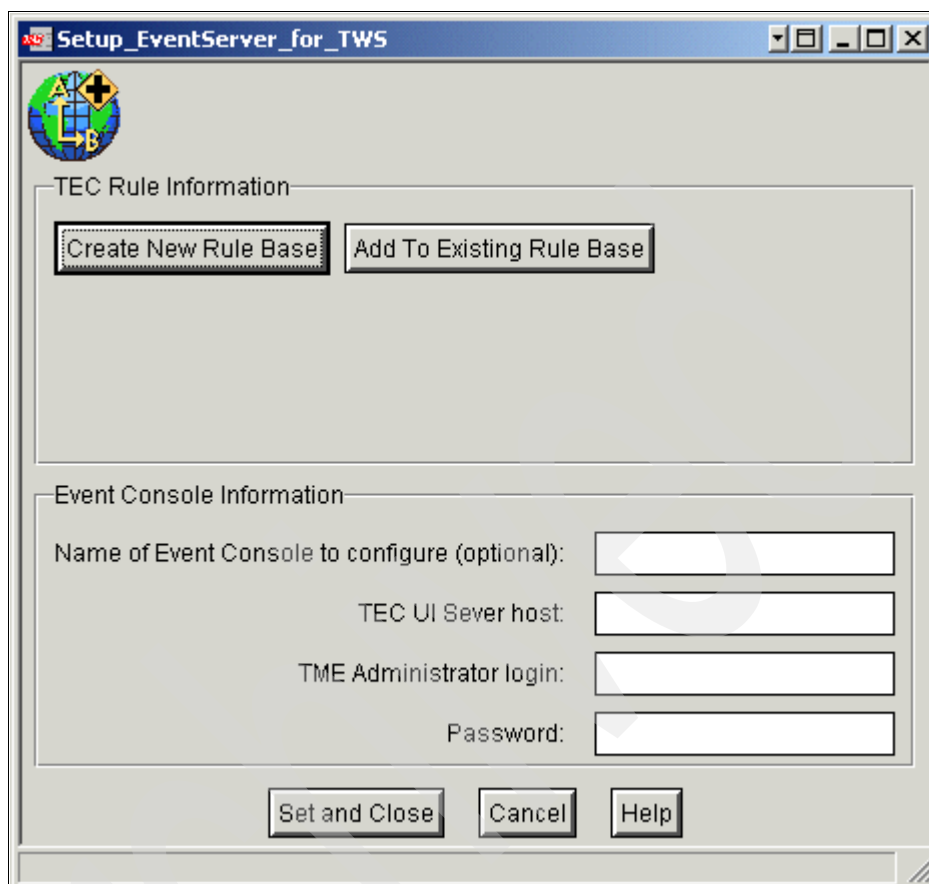 Setup_EventServer_for_TWS
A
B
TEC Rule Information
Create New Rule Base Add To Existing Rule Base
Event Console Information
Name of Event Console to configure (optional):
TEC UI Sever host:
TME Administrator login:
Password:
Set and Close Cancel Help